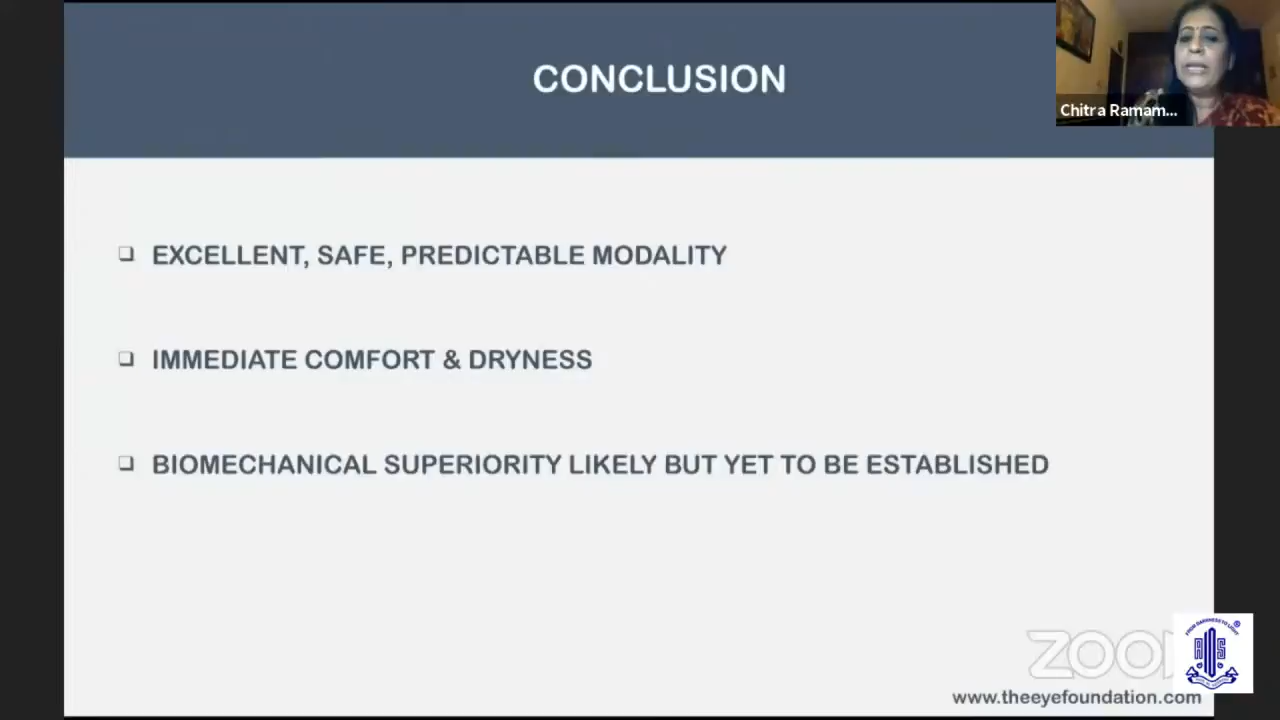 CONCLUSION
Chitra Ramam...
❑ EXCELLENT, SAFE, PREDICTABLE MODALITY
❑ IMMEDIATE COMFORT & DRYNESS
❑ BIOMECHANICAL SUPERIORITY LIKELY BUT YET TO BE ESTABLISHED
ZOO
www.theeyefoundation.com